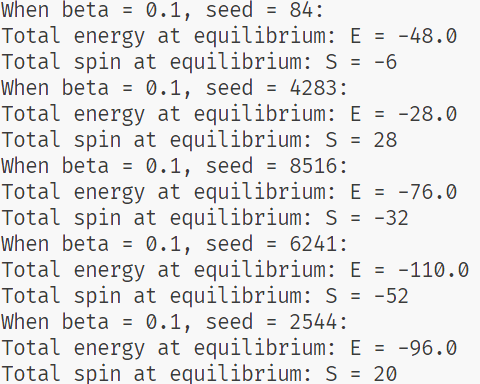 When beta = 0.1, seed = 84:
Total energy at equilibrium: E = -48.0
Total spin at equilibrium: S = -6
When beta = 0.1, seed = 4283:
Total energy at equilibrium: E = -28.0
Total spin at equilibrium: S = 28
When beta = 0.1, seed = 8516:
Total energy at equilibrium: E = -76.0
Total spin at equilibrium: S = -32
When beta = 0.1, seed = 6241:
Total energy at equilibrium: E = -110.0
Total spin at equilibrium: S = -52
When beta = 0.1, seed = 2544:
Total energy at equilibrium: E = -96.0
Total spin at equilibrium: S = 20